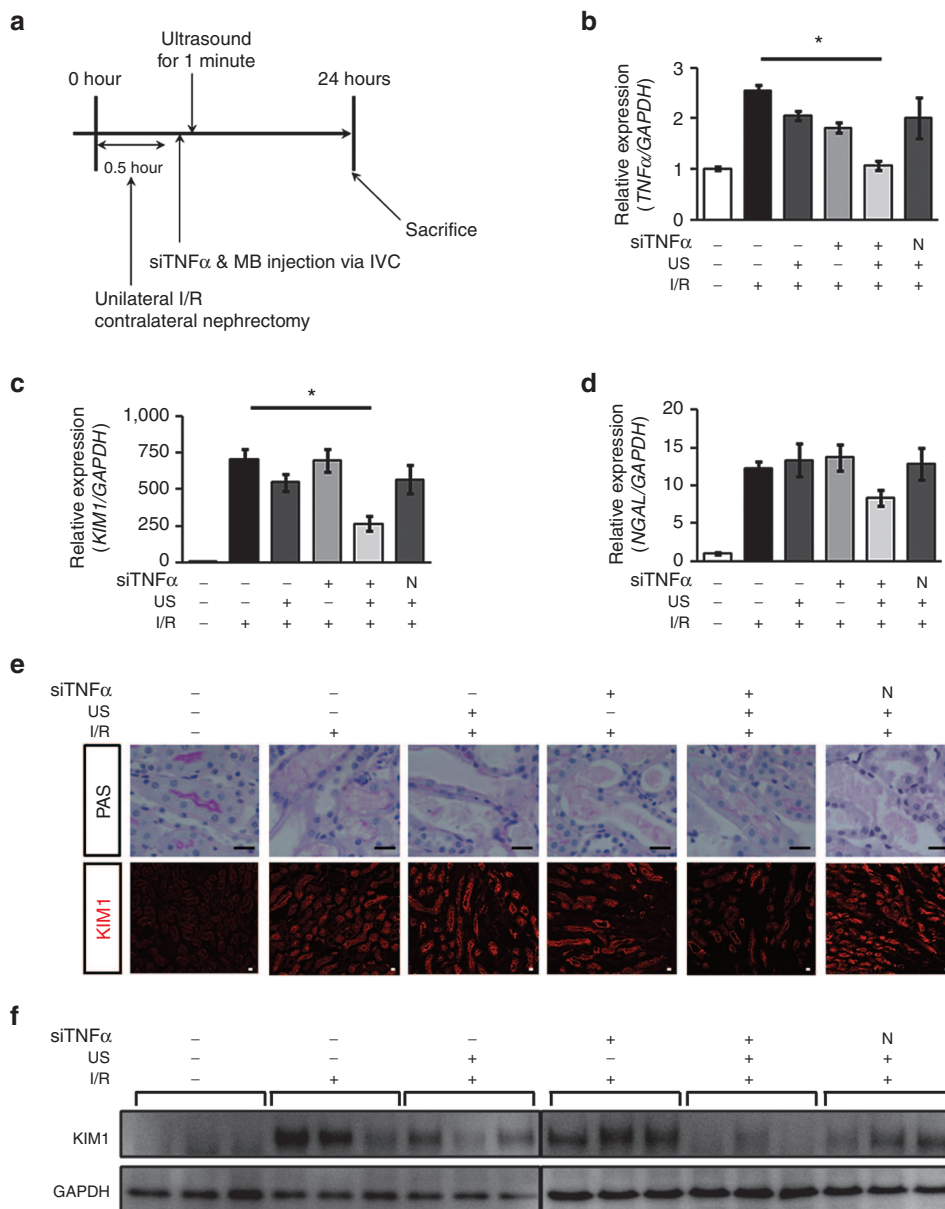 a
Ultrasound
for 1 minute
0 hour
24 hours
0.5 hour
Sacrifice
siTNFα & MB injection via IVC
Unilateral I/R
contralateral nephrectomy
b
*
Relative expression
(TNFα/GAPDH)
3
2
1
0
siTNFα – – – + + N
US – – + – + +
I/R – + + + + +
c
*
Relative expression
(KIM1/GAPDH)
1,000
750
500
250
0
siTNFα – – – + + N
US – – + – + +
I/R – + + + + +
d
Relative expression
(NGAL/GAPDH)
20
15
10
5
0
siTNFα – – – + + N
US – – + – + +
I/R – + + + + +
e
siTNFα – – – + + N
US – – + – + +
I/R – + + + + +
PAS
KIM1
f
siTNFα – – – + + N
US – – + – + +
I/R – + + + + +
KIM1
GAPDH